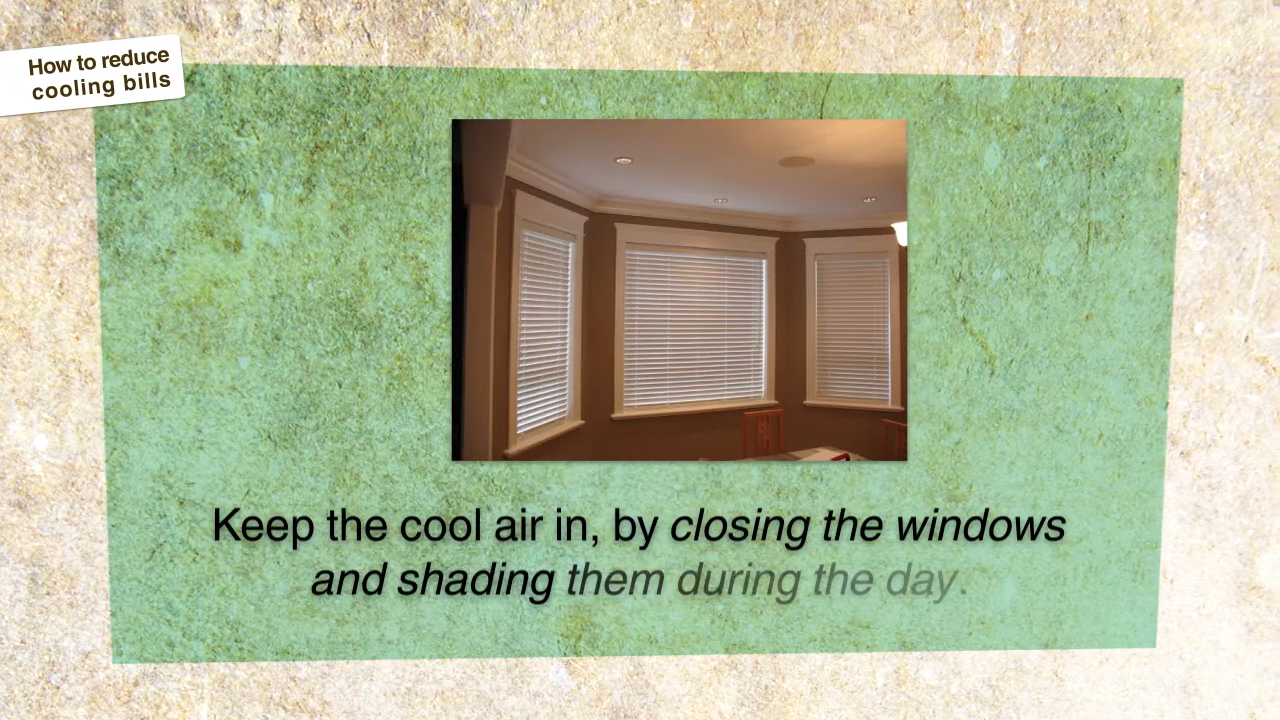 How to reduce
cooling bills
Keep the cool air in, by closing the windows
and shading them during the day.